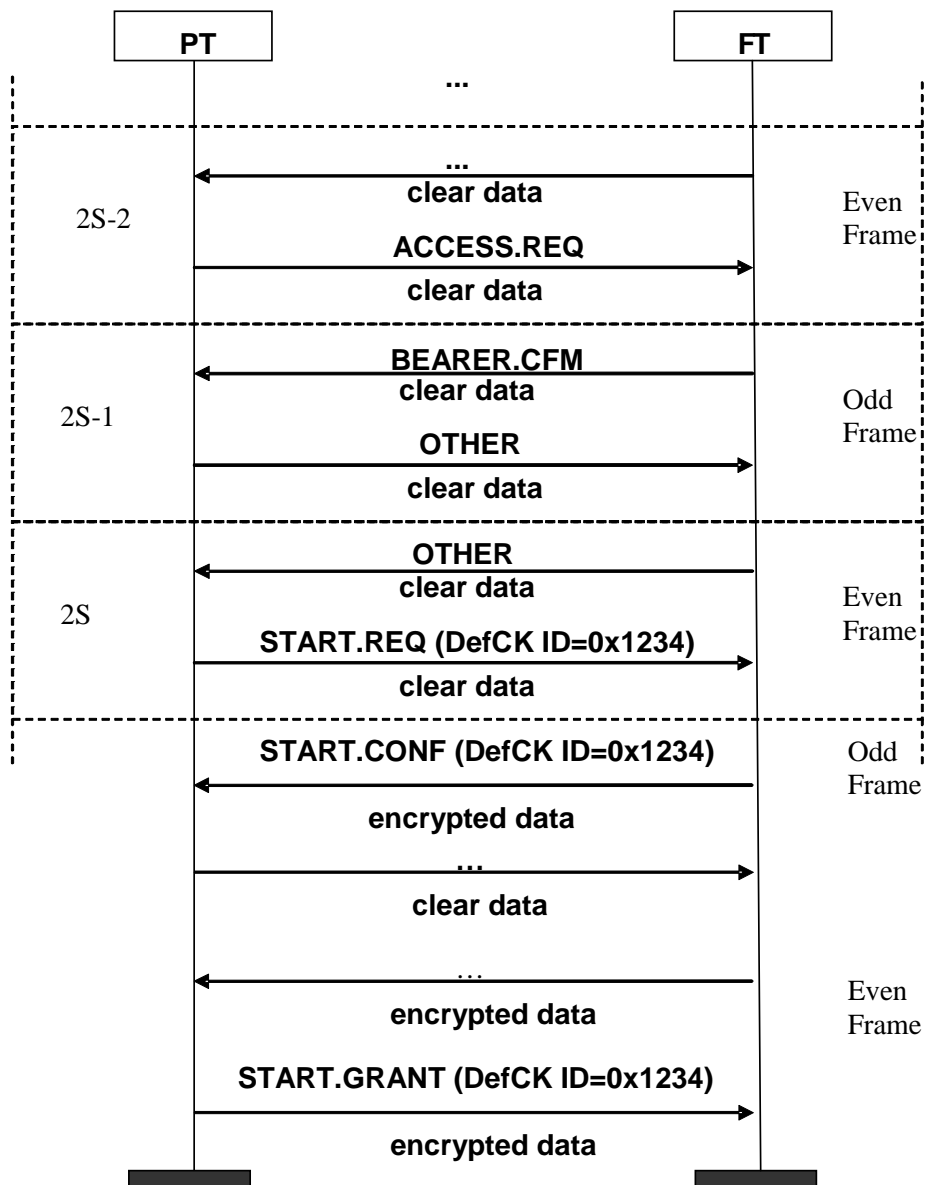 PT
FT
...
...
clear data
2S-2
Even
Frame
ACCESS.REQ
clear data
BEARER.CFM
clear data
2S-1
Odd
Frame
OTHER
clear data
OTHER
clear data
2S
Even
Frame
START.REQ (DefCK ID=0x1234)
clear data
START.CONF (DefCK ID=0x1234)
Odd
Frame
encrypted data
...
clear data
...
encrypted data
Even
Frame
START.GRANT (DefCK ID=0x1234)
encrypted data